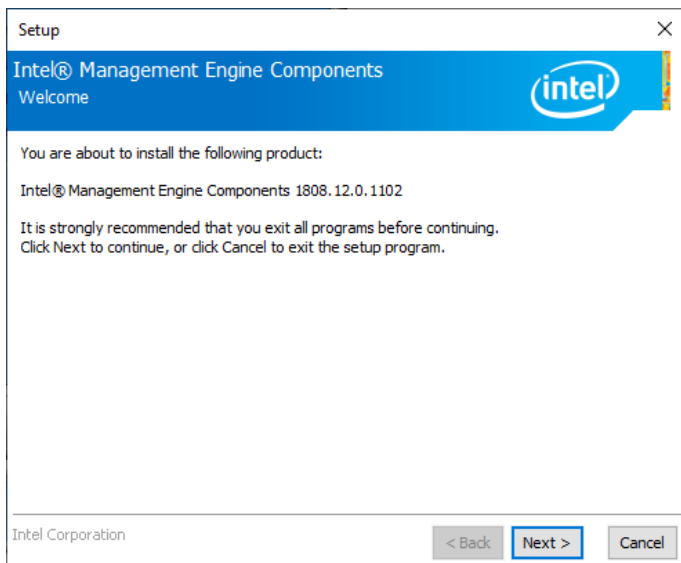 Setup
Intel® Management Engine Components
Welcome
intel
You are about to install the following product:
Intel® Management Engine Components 1808.12.0.1102
It is strongly recommended that you exit all programs before continuing.
Click Next to continue, or click Cancel to exit the setup program.
Intel Corporation
< Back Next > Cancel